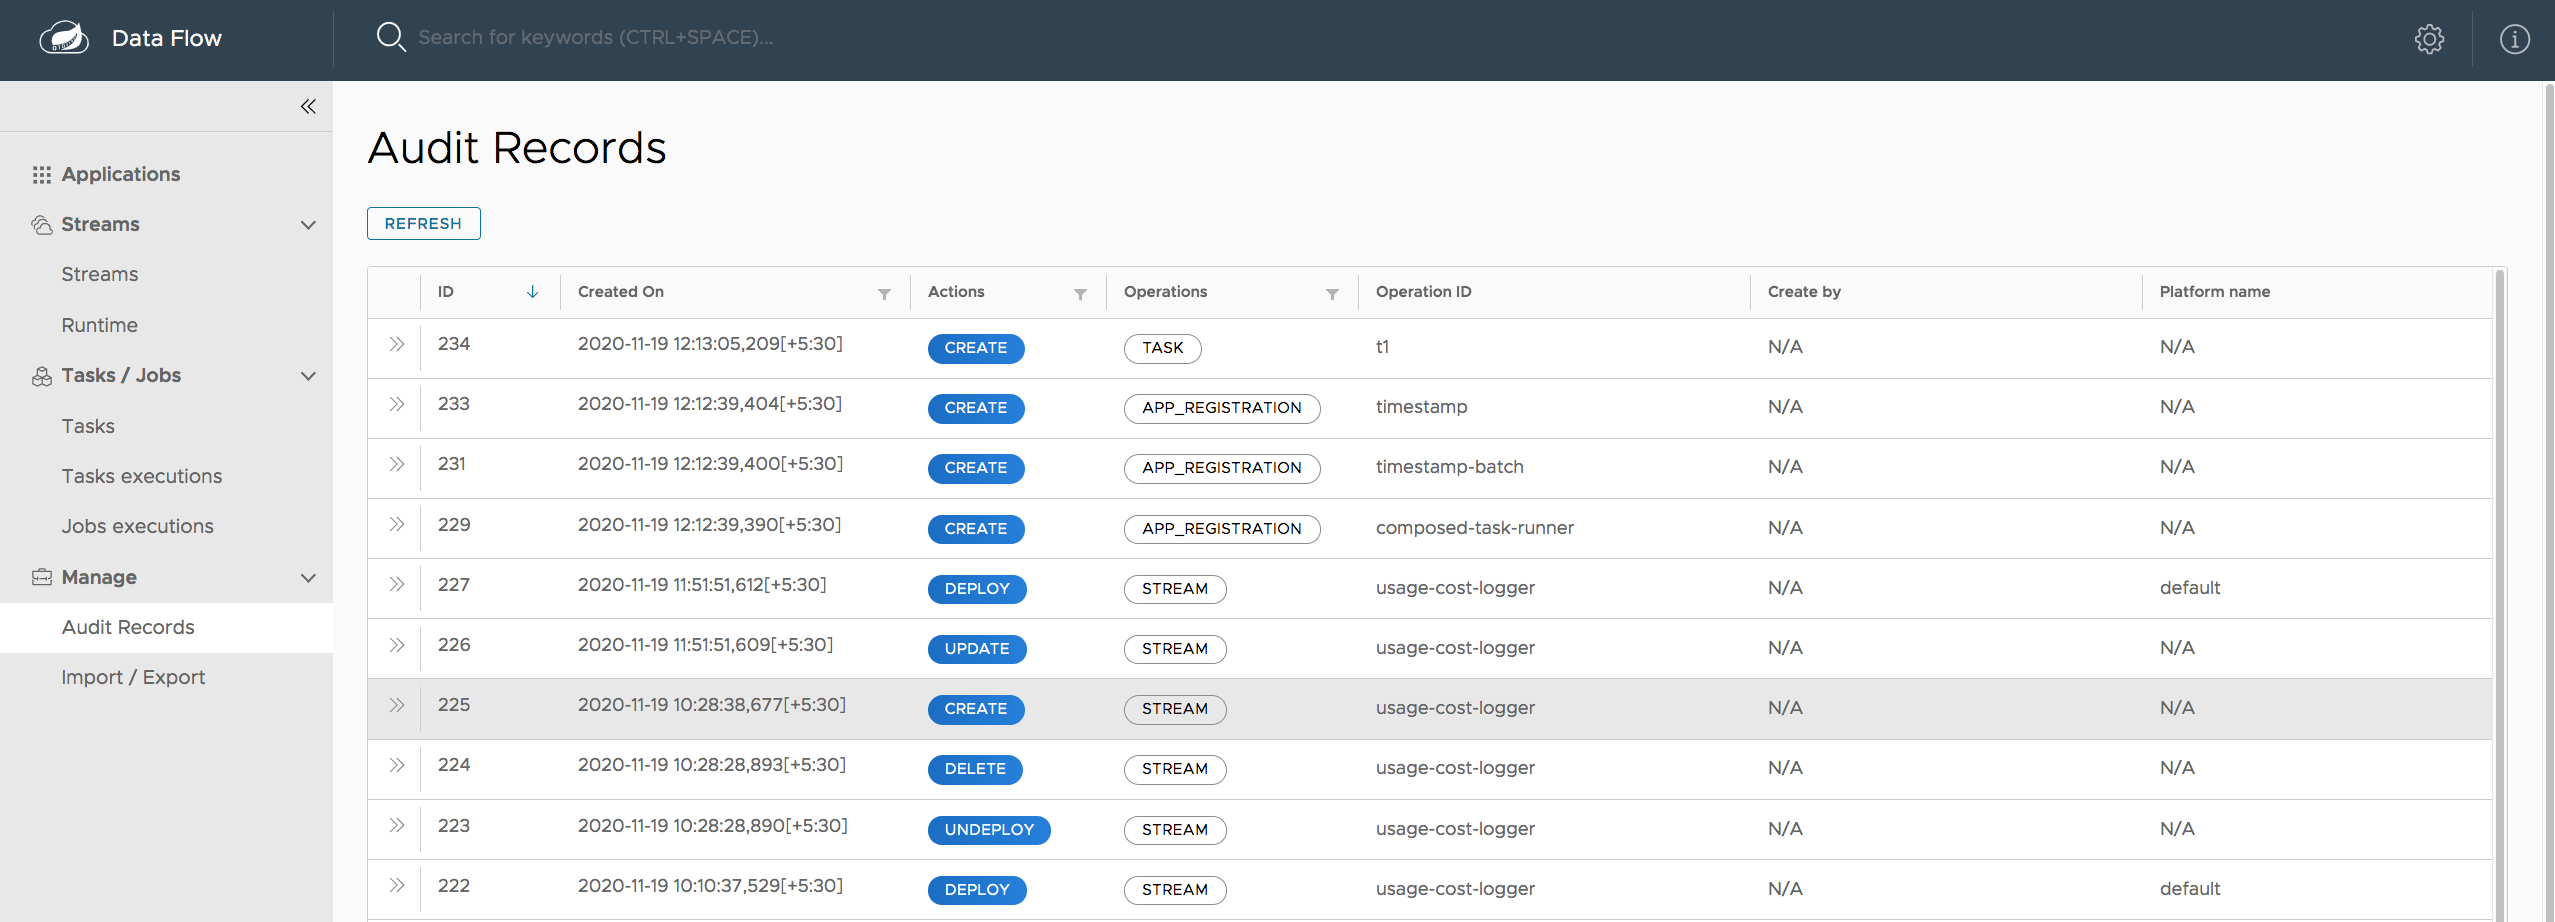 Data Flow
Search for keywords (CTRL+SPACE)...
Applications
Streams
Streams
Runtime
Tasks / Jobs
Tasks
Tasks executions
Jobs executions
Manage
Audit Records
Import / Export
Audit Records
REFRESH
ID Created On Actions Operations Operation ID Create by Platform name
234 2020-11-19 12:13:05,209[+5:30] CREATE TASK t1 N/A N/A
233 2020-11-19 12:12:39,404[+5:30] CREATE APP_REGISTRATION timestamp N/A N/A
231 2020-11-19 12:12:39,400[+5:30] CREATE APP_REGISTRATION timestamp-batch N/A N/A
229 2020-11-19 12:12:39,390[+5:30] CREATE APP_REGISTRATION composed-task-runner N/A N/A
227 2020-11-19 11:51:51,612[+5:30] DEPLOY STREAM usage-cost-logger N/A default
226 2020-11-19 11:51:51,609[+5:30] UPDATE STREAM usage-cost-logger N/A N/A
225 2020-11-19 10:28:38,677[+5:30] CREATE STREAM usage-cost-logger N/A N/A
224 2020-11-19 10:28:28,893[+5:30] DELETE STREAM usage-cost-logger N/A N/A
223 2020-11-19 10:28:28,890[+5:30] UNDEPLOY STREAM usage-cost-logger N/A N/A
222 2020-11-19 10:10:37,529[+5:30] DEPLOY STREAM usage-cost-logger N/A default